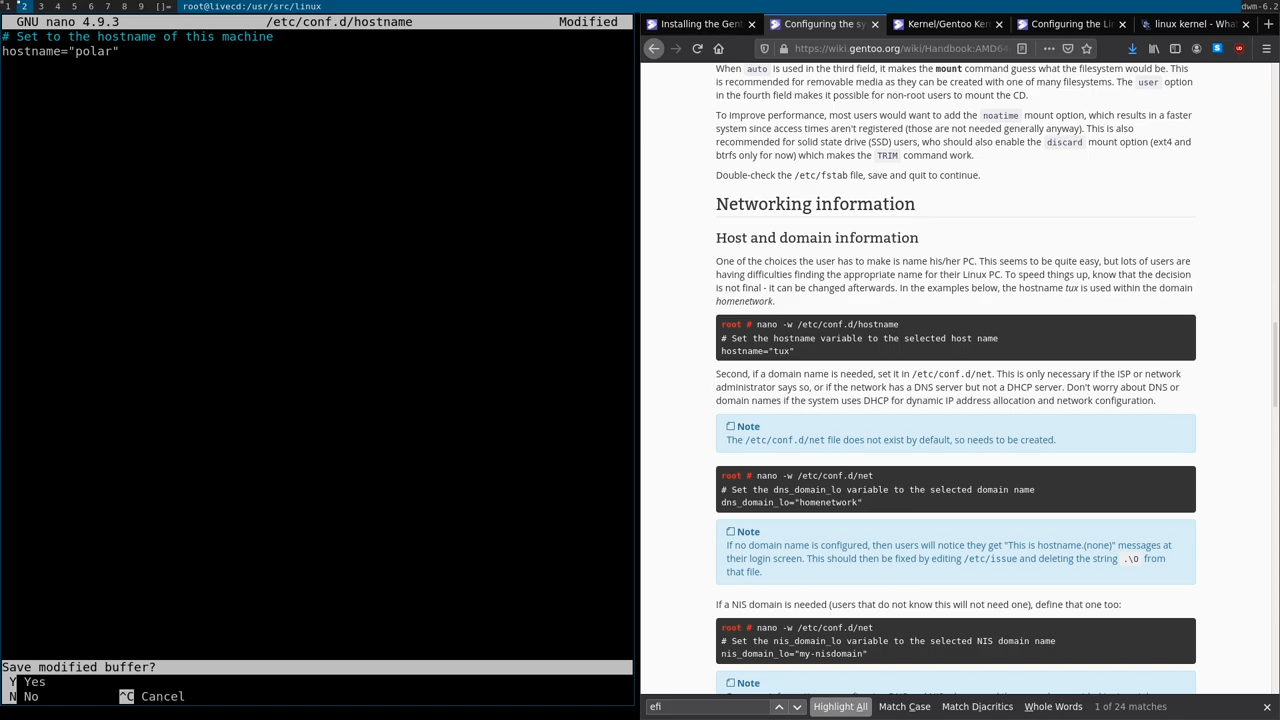 1 2 3 4 5 6 7 8 9 []= root@livecd:/usr/src/linux
dwm-6.2
GNU nano 4.9.3 /etc/conf.d/hostname Modified
# Set to the hostname of this machine
hostname="polar"
Save modified buffer?
Y Yes
N No ^C Cancel
Installing the Gent
Configuring the sy
Kernel/Gentoo Ker
Configuring the Li
linux kernel - What
https://wiki.gentoo.org/wiki/Handbook:AMD64
When auto is used in the third field, it makes the mount command guess what the filesystem would be. This
is recommended for removable media as they can be created with one of many filesystems. The user option
in the fourth field makes it possible for non-root users to mount the CD.
To improve performance, most users would want to add the noatime mount option, which results in a faster
system since access times aren't registered (those are not needed generally anyway). This is also
recommended for solid state drive (SSD) users, who should also enable the discard mount option (ext4 and
btrfs only for now) which makes the TRIM command work.
Double-check the /etc/fstab file, save and quit to continue.
Networking information
Host and domain information
One of the choices the user has to make is name his/her PC. This seems to be quite easy, but lots of users are
having difficulties finding the appropriate name for their Linux PC. To speed things up, know that the decision
is not final - it can be changed afterwards. In the examples below, the hostname tux is used within the domain
homenetwork.
root # nano -w /etc/conf.d/hostname
# Set the hostname variable to the selected host name
hostname="tux"
Second, if a domain name is needed, set it in /etc/conf.d/net. This is only necessary if the ISP or network
administrator says so, or if the network has a DNS server but not a DHCP server. Don't worry about DNS or
domain names if the system uses DHCP for dynamic IP address allocation and network configuration.
Note
The /etc/conf.d/net file does not exist by default, so needs to be created.
root # nano -w /etc/conf.d/net
# Set the dns_domain_lo variable to the selected domain name
dns_domain_lo="homenetwork"
Note
If no domain name is configured, then users will notice they get "This is hostname.(none)" messages at
their login screen. This should then be fixed by editing /etc/issue and deleting the string .\O from
that file.
If a NIS domain is needed (users that do not know this will not need one), define that one too:
root # nano -w /etc/conf.d/net
# Set the nis_domain_lo variable to the selected NIS domain name
nis_domain_lo="my-nisdomain"
Note
efi
Highlight All Match Case Match Diacritics Whole Words 1 of 24 matches